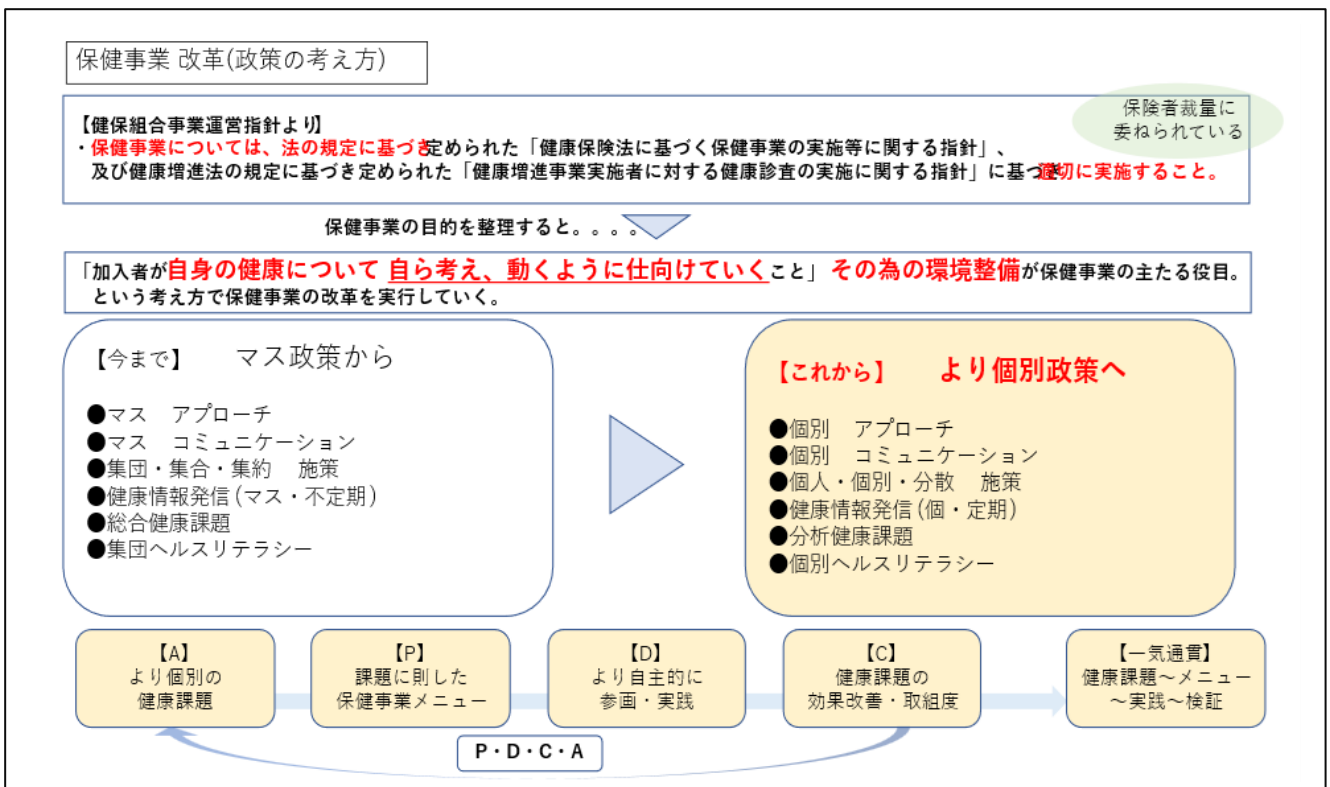 保健事業 改革(政策の考え方)
保険者裁量に
委ねられている
【健保組合事業運営指針より】
・保健事業については、法の規定に基づき定められた「健康保険法に基づく保健事業の実施等に関する指針」、
及び健康増進法の規定に基づき定められた「健康増進事業実施者に対する健康診査の実施に関する指針」に基づき適切に実施すること。
保健事業の目的を整理すると。。。。
「加入者が自身の健康について 自ら考え、動くように仕向けていくこと」その為の環境整備が保健事業の主たる役目。
という考え方で保健事業の改革を実行していく。
【今まで】 マス政策から
●マス アプローチ
●マス コミュニケーション
●集団・集合・集約 施策
●健康情報発信(マス・不定期)
●総合健康課題
●集団ヘルスリテラシー
【これから】 より個別政策へ
●個別 アプローチ
●個別 コミュニケーション
●個人・個別・分散 施策
●健康情報発信(個・定期)
●分析健康課題
●個別ヘルスリテラシー
【A】
より個別の
健康課題
【P】
課題に則した
保健事業メニュー
【D】
より自主的に
参画・実践
【C】
健康課題の
効果改善・取組度
【一気通貫】
健康課題～メニュー
～実践～検証
P・D・C・A